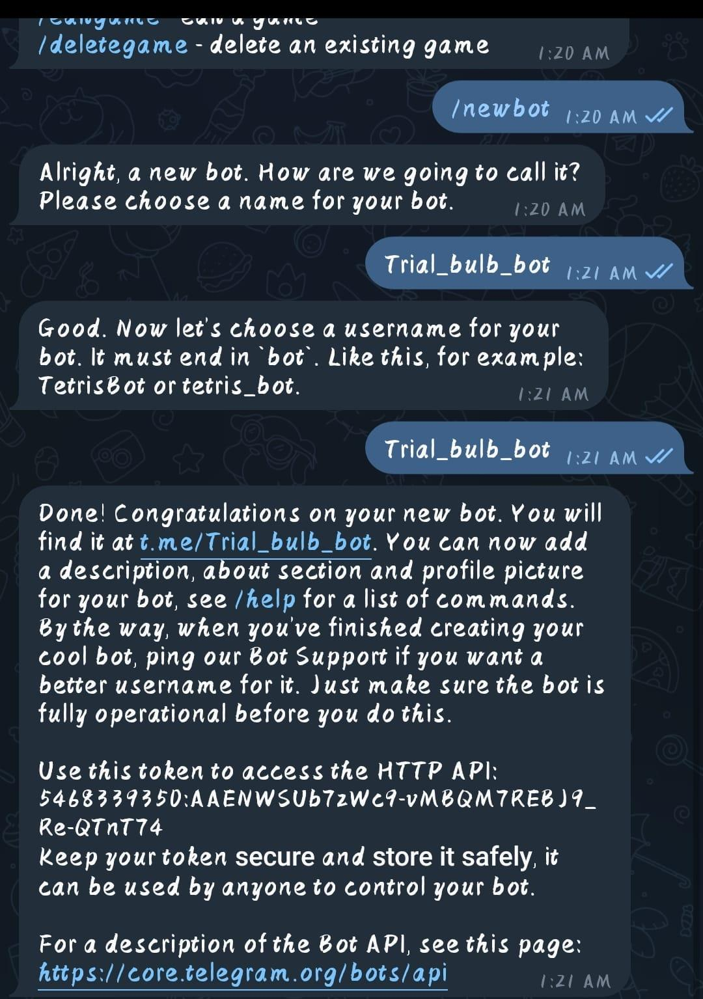 /deletegame - delete an existing game
1:20 AM
/newbot 1:20 AM
Alright, a new bot. How are we going to call it?
Please choose a name for your bot.
1:20 AM
Trial_bulb_bot 1:21 AM
Good. Now let's choose a username for your
bot. It must end in `bot`. Like this, for example:
TetrisBot or tetris_bot.
1:21 AM
Trial_bulb_bot 1:21 AM
Done! Congratulations on your new bot. You will
find it at t.me/Trial_bulb_bot. You can now add
a description, about section and profile picture
for your bot, see /help for a list of commands.
By the way, when you've finished creating your
cool bot, ping our Bot Support if you want a
better username for it. Just make sure the bot is
fully operational before you do this.
Use this token to access the HTTP API:
5468339350:AAENWSUb7zWc9-vMBQM7REBJ9_
Re-QTnT74
Keep your token secure and store it safely, it
can be used by anyone to control your bot.
For a description of the Bot API, see this page:
https://core.telegram.org/bots/api
1:21 AM